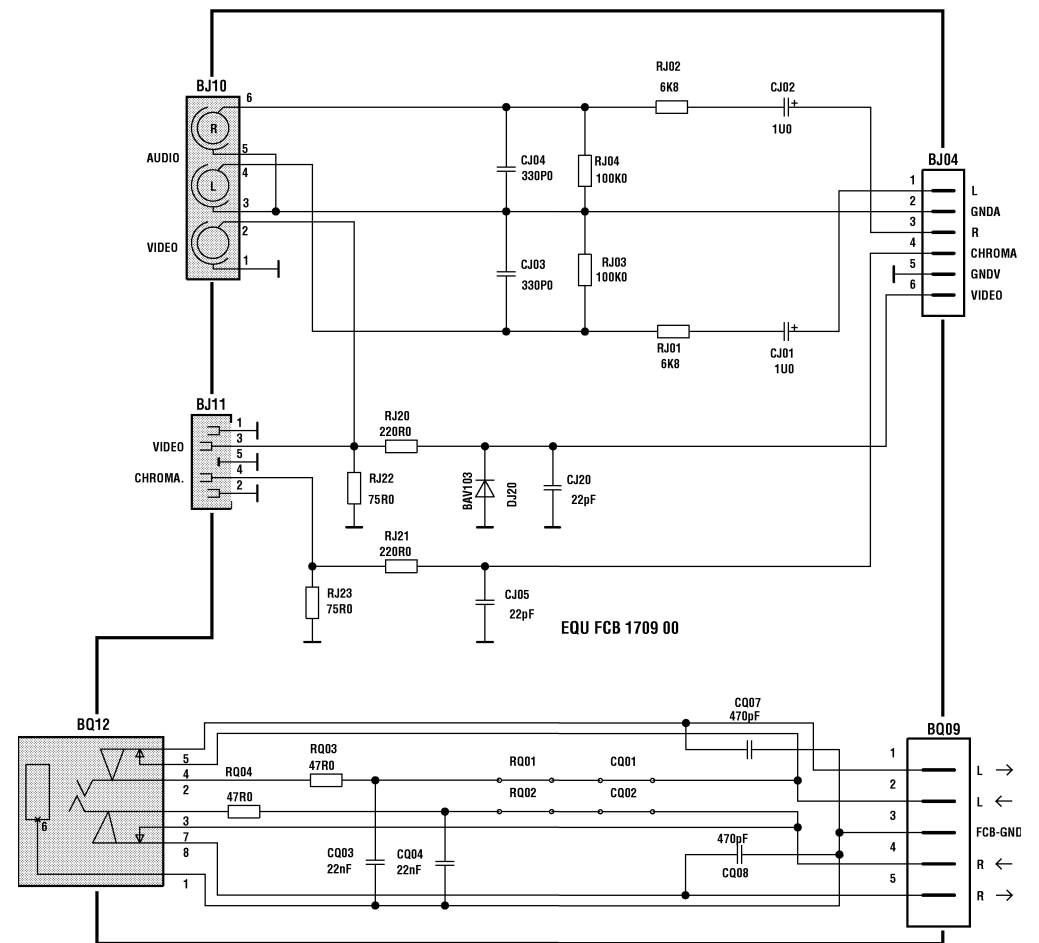 RJ02
6K8
CJ02
1U0
BJ10
6
R
AUDIO
5
4
L
3
VIDEO
2
1
CJ04
330P0
RJ04
100K0
CJ03
330P0
RJ03
100K0
RJ01
6K8
CJ01
1U0
BJ04
1
L
2
GNDA
3
R
4
CHROMA
5
GNDV
6
VIDEO
BJ11
1
VIDEO
3
5
CHROMA.
4
2
RJ20
220R0
RJ22
75R0
BAV103
DJ20
CJ20
22pF
RJ21
220R0
RJ23
75R0
CJ05
22pF
EQU FCB 1709 00
BQ12
5
4
2
6
3
7
8
1
RQ04
47R0
RQ03
47R0
RQ01
CQ01
RQ02
CQ02
CQ03
22nF
CQ04
22nF
CQ07
470pF
470pF
CQ08
BQ09
1
L →
2
L ←
3
FCB-GND
4
R ←
5
R →